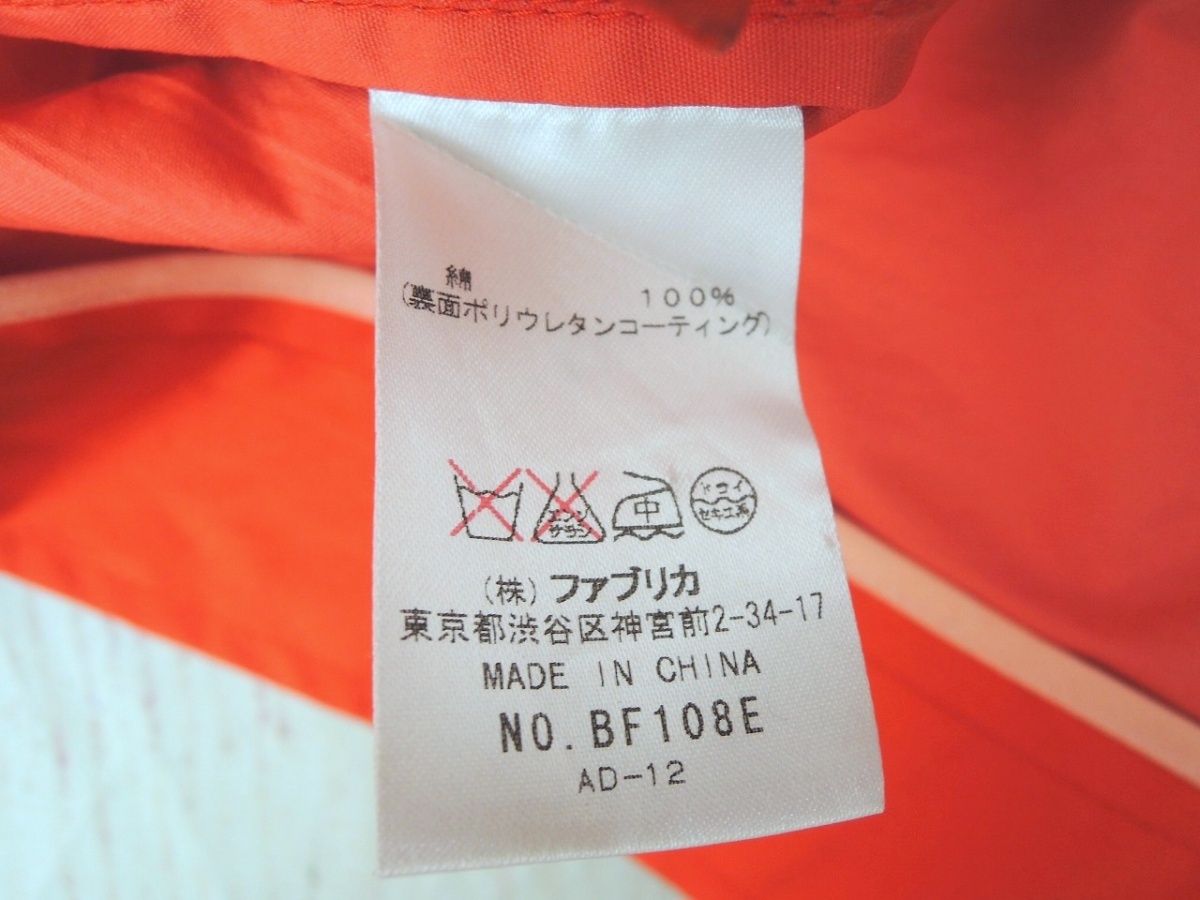 綿 100%
(裏面ポリウレタンコーティング)
エンソ
サラシ
中
ドライ
セキユ系
(株)ファブリカ
東京都渋谷区神宮前2-34-17
MADE IN CHINA
NO.BF108E
AD-12